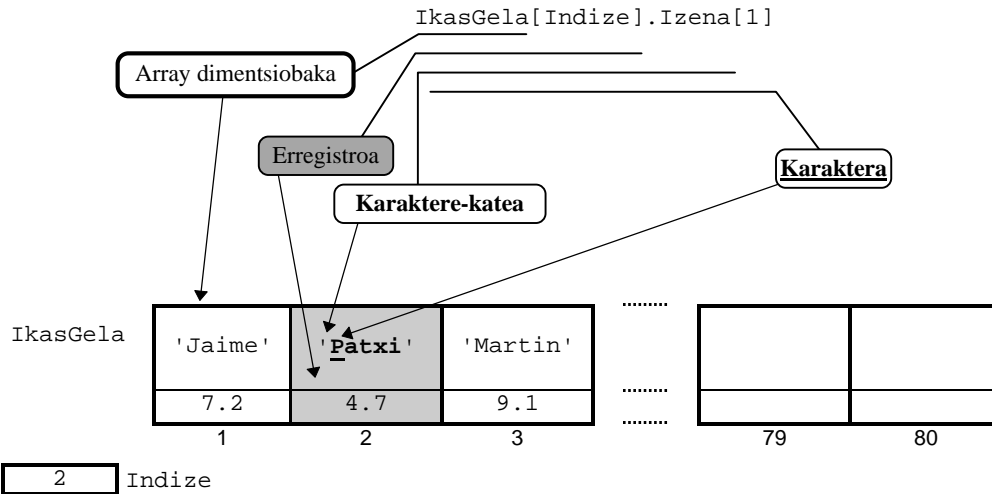 IkasGela[Indize].Izena[1]
Array dimentsiobaka
Erregistroa
Karaktera
Karaktere-katea
IkasGela
'Jaime' 'Patxi' 'Martin'
7.2 4.7 9.1
1 2 3 79 80
2 Indize